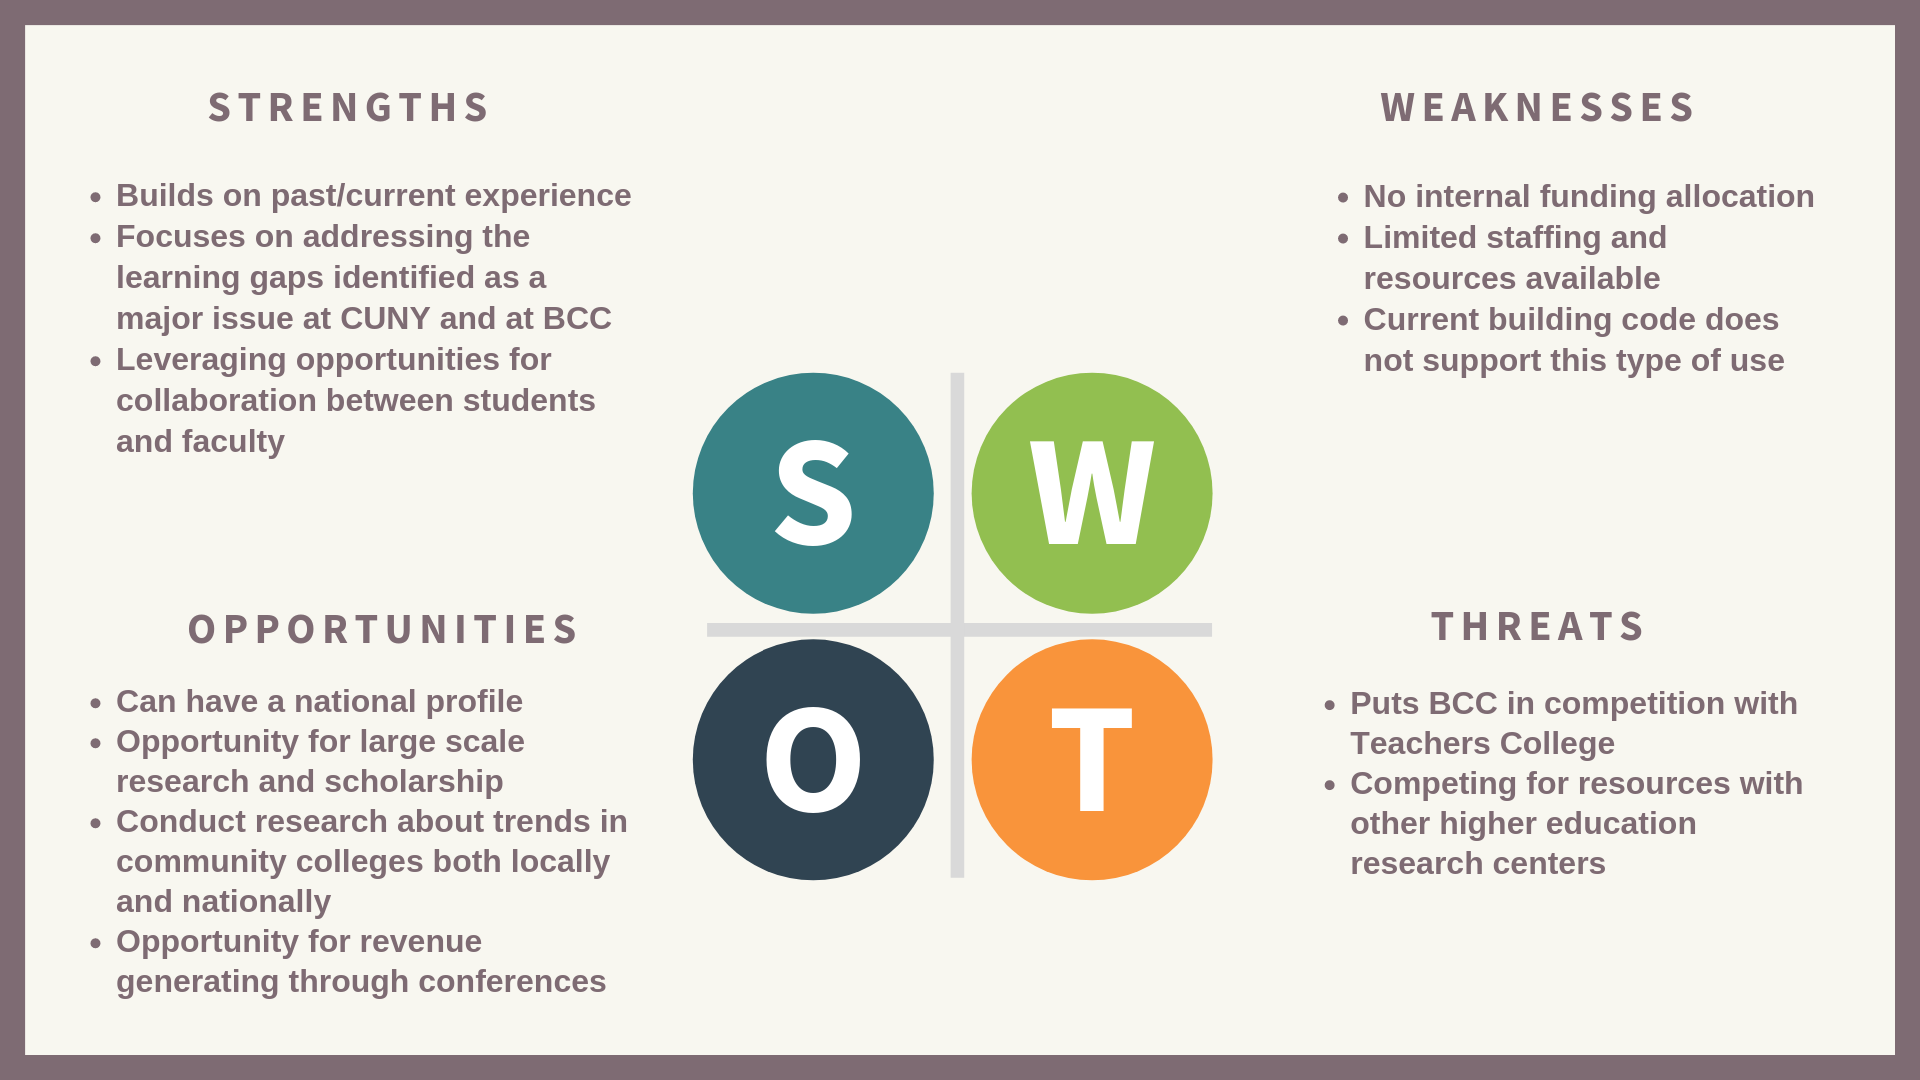 STRENGTHS
• Builds on past/current experience
• Focuses on addressing the
learning gaps identified as a
major issue at CUNY and at BCC
• Leveraging opportunities for
collaboration between students
and faculty
WEAKNESSES
• No internal funding allocation
• Limited staffing and
resources available
• Current building code does
not support this type of use
S
W
O
T
OPPORTUNITIES
• Can have a national profile
• Opportunity for large scale
research and scholarship
• Conduct research about trends in
community colleges both locally
and nationally
• Opportunity for revenue
generating through conferences
THREATS
• Puts BCC in competition with
Teachers College
• Competing for resources with
other higher education
research centers